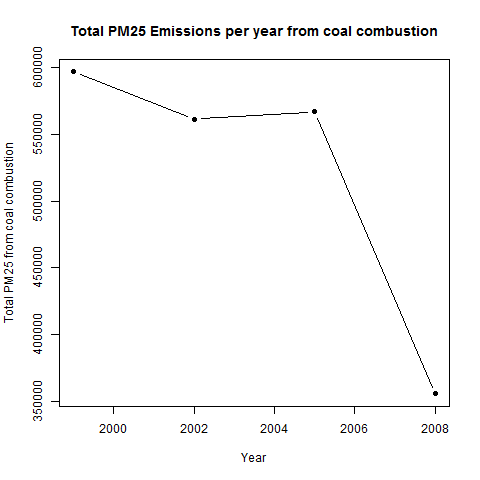 Total PM25 Emissions per year from coal combustion
Total PM25 from coal combustion
600000
550000
500000
450000
400000
350000
2000 2002 2004 2006 2008
Year